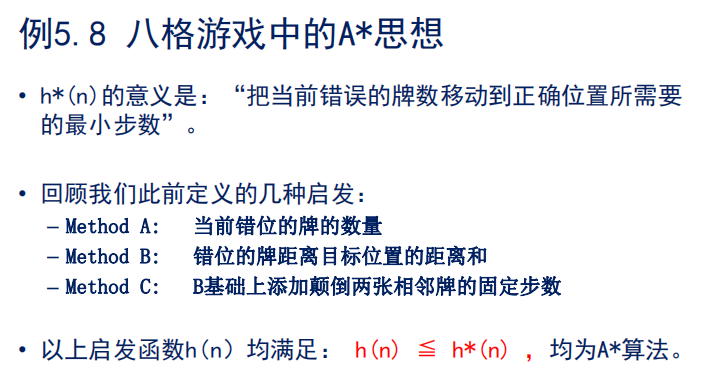 例5.8 八格游戏中的A*思想
• h*(n)的意义是：“把当前错误的牌数移动到正确位置所需要
的最小步数”。
• 回顾我们此前定义的几种启发：
– Method A: 当前错位的牌的数量
– Method B: 错位的牌距离目标位置的距离和
– Method C: B基础上添加颠倒两张相邻牌的固定步数
• 以上启发函数h(n）均满足： h(n) ≦ h*(n) ，均为A*算法。